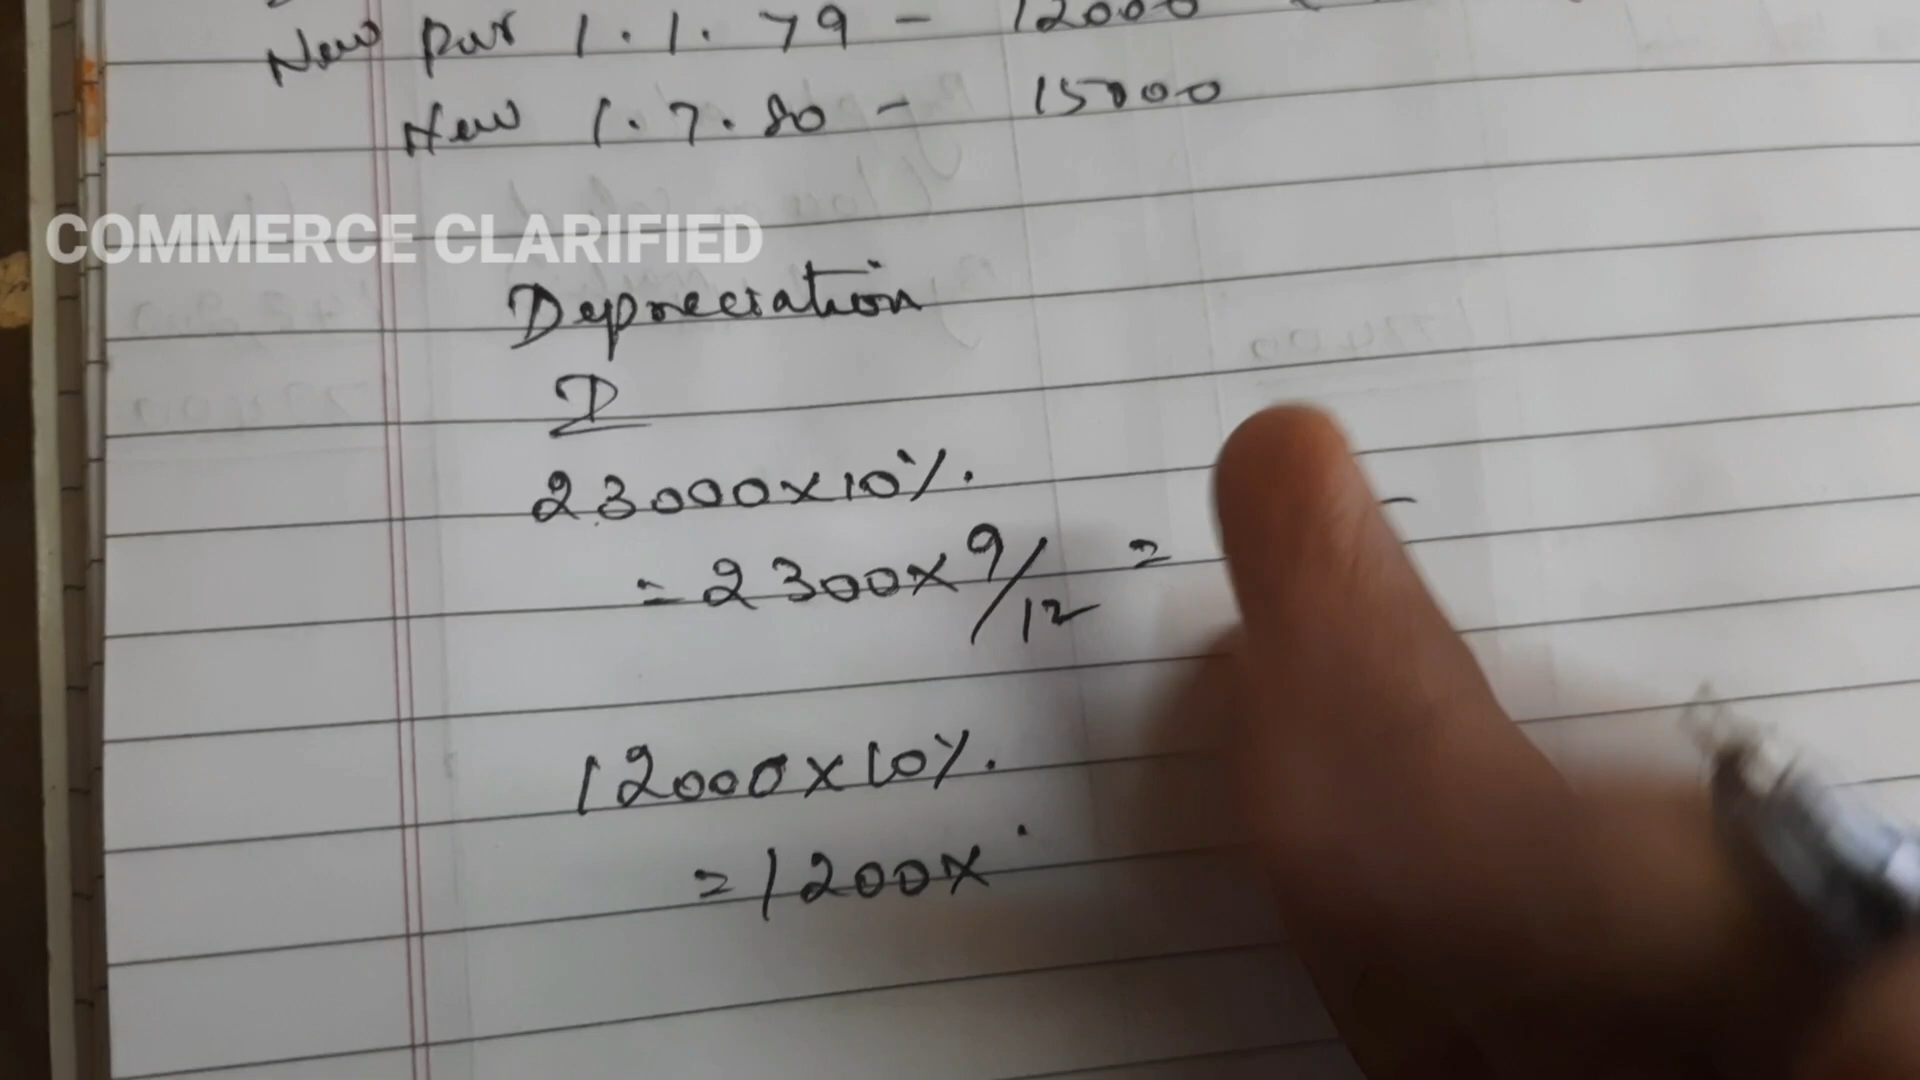 New pur 1.1.79 - 12000
New 1.7.80 - 15000
COMMERCE CLARIFIED
Depreciation
I
23000x10%.
= 2300x9/12 =
12000x10%.
= 1200x